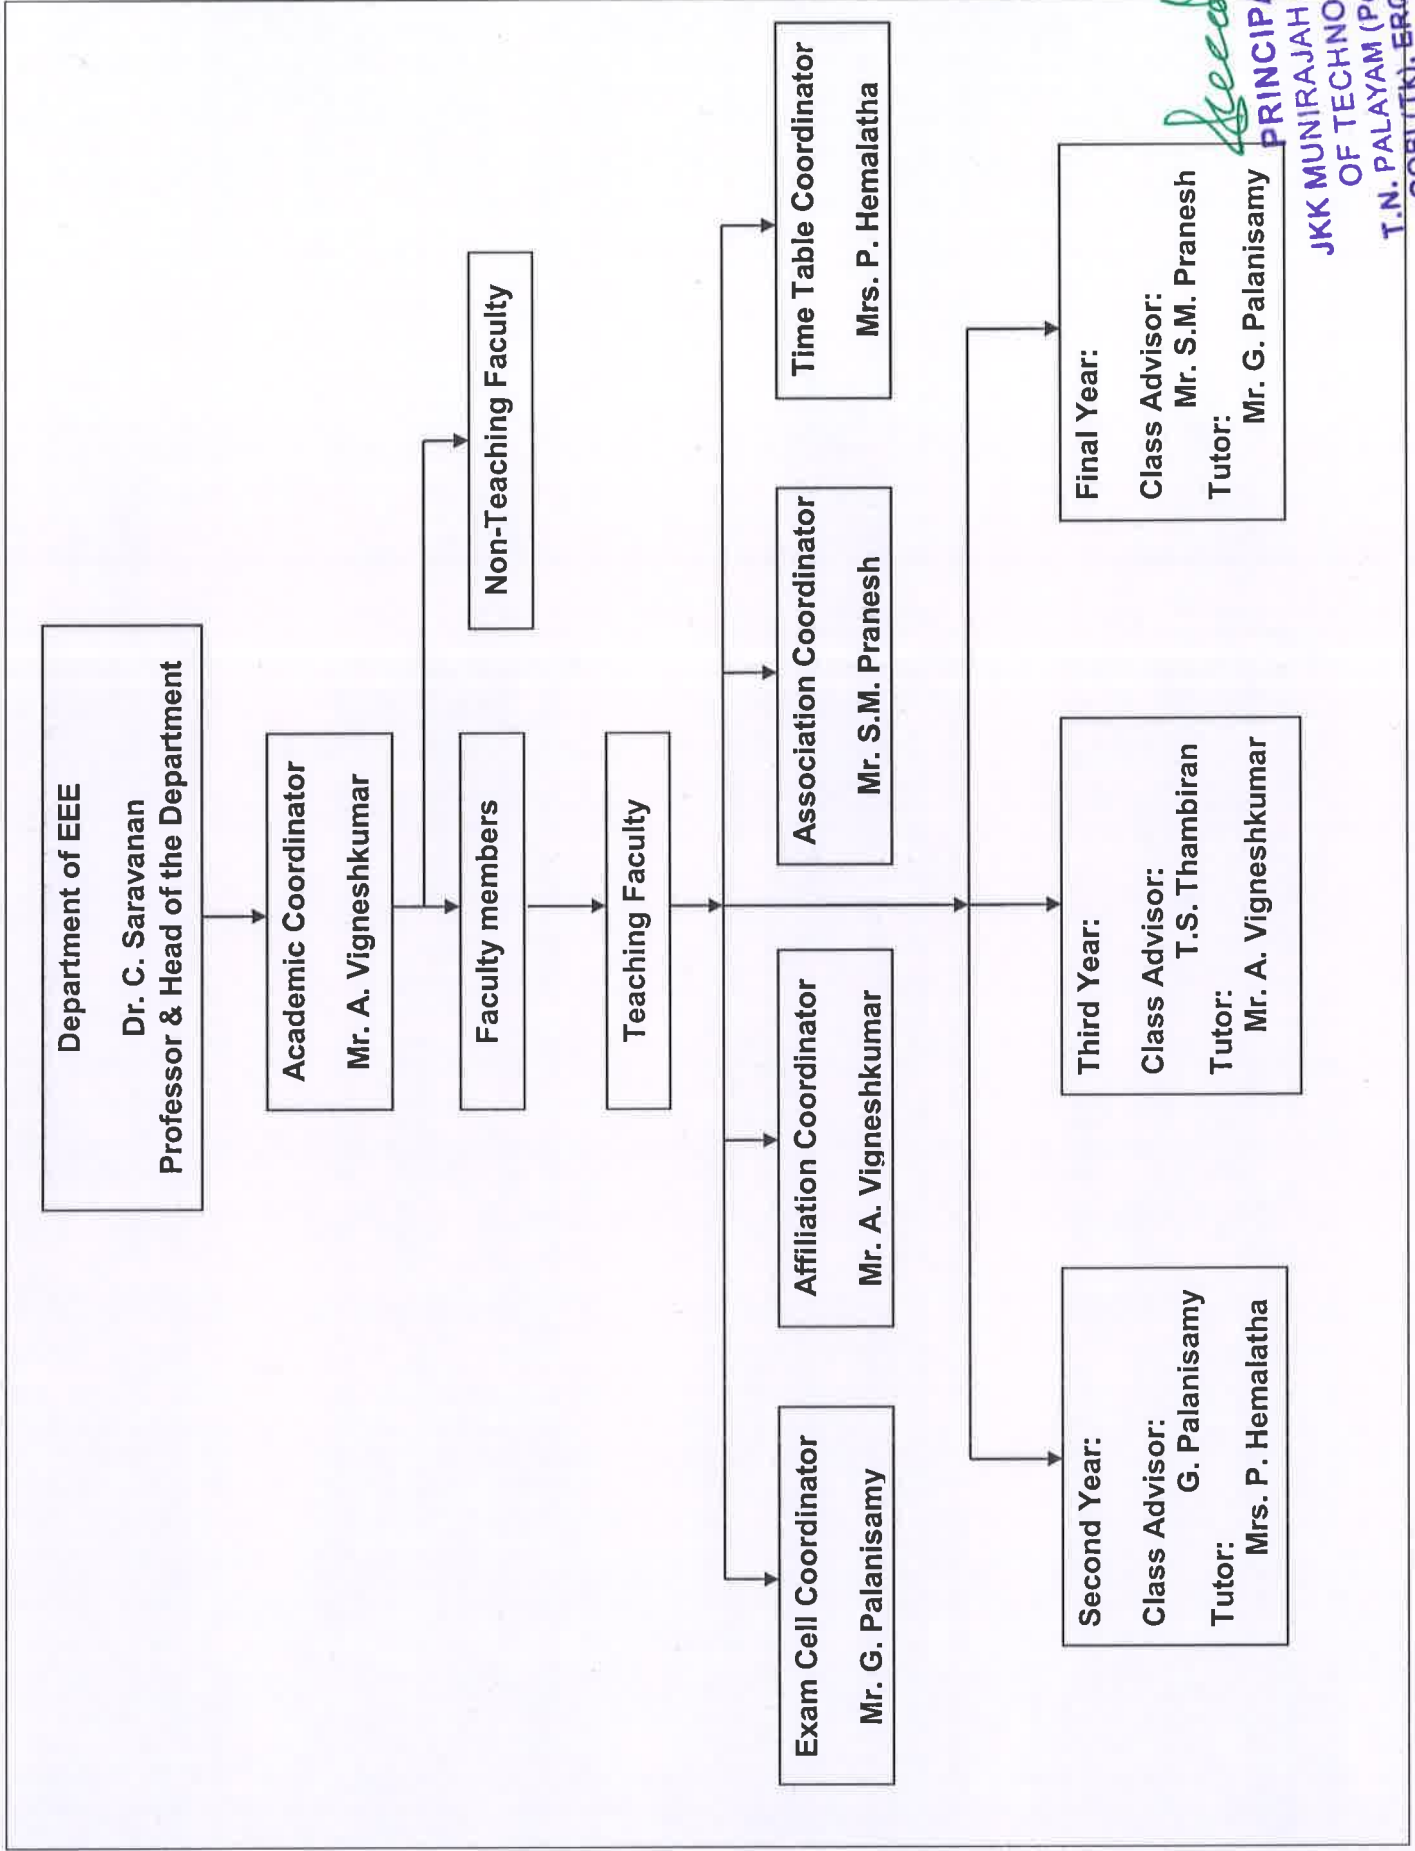 Department of EEE
Dr. C. Saravanan
Professor & Head of the Department
Academic Coordinator
Mr. A. Vigneshkumar
Non-Teaching Faculty
Faculty members
Teaching Faculty
Exam Cell Coordinator
Mr. G. Palanisamy
Affiliation Coordinator
Mr. A. Vigneshkumar
Association Coordinator
Mr. S.M. Pranesh
Time Table Coordinator
Mrs. P. Hemalatha
Second Year:
Class Advisor:
G. Palanisamy
Tutor:
Mrs. P. Hemalatha
Third Year:
Class Advisor:
T.S. Thambiran
Tutor:
Mr. A. Vigneshkumar
Final Year:
Class Advisor:
Mr. S.M. Pranesh
Tutor:
Mr. G. Palanisamy
JKK MUNIRAJAH
OF
T.N. PALAYAM